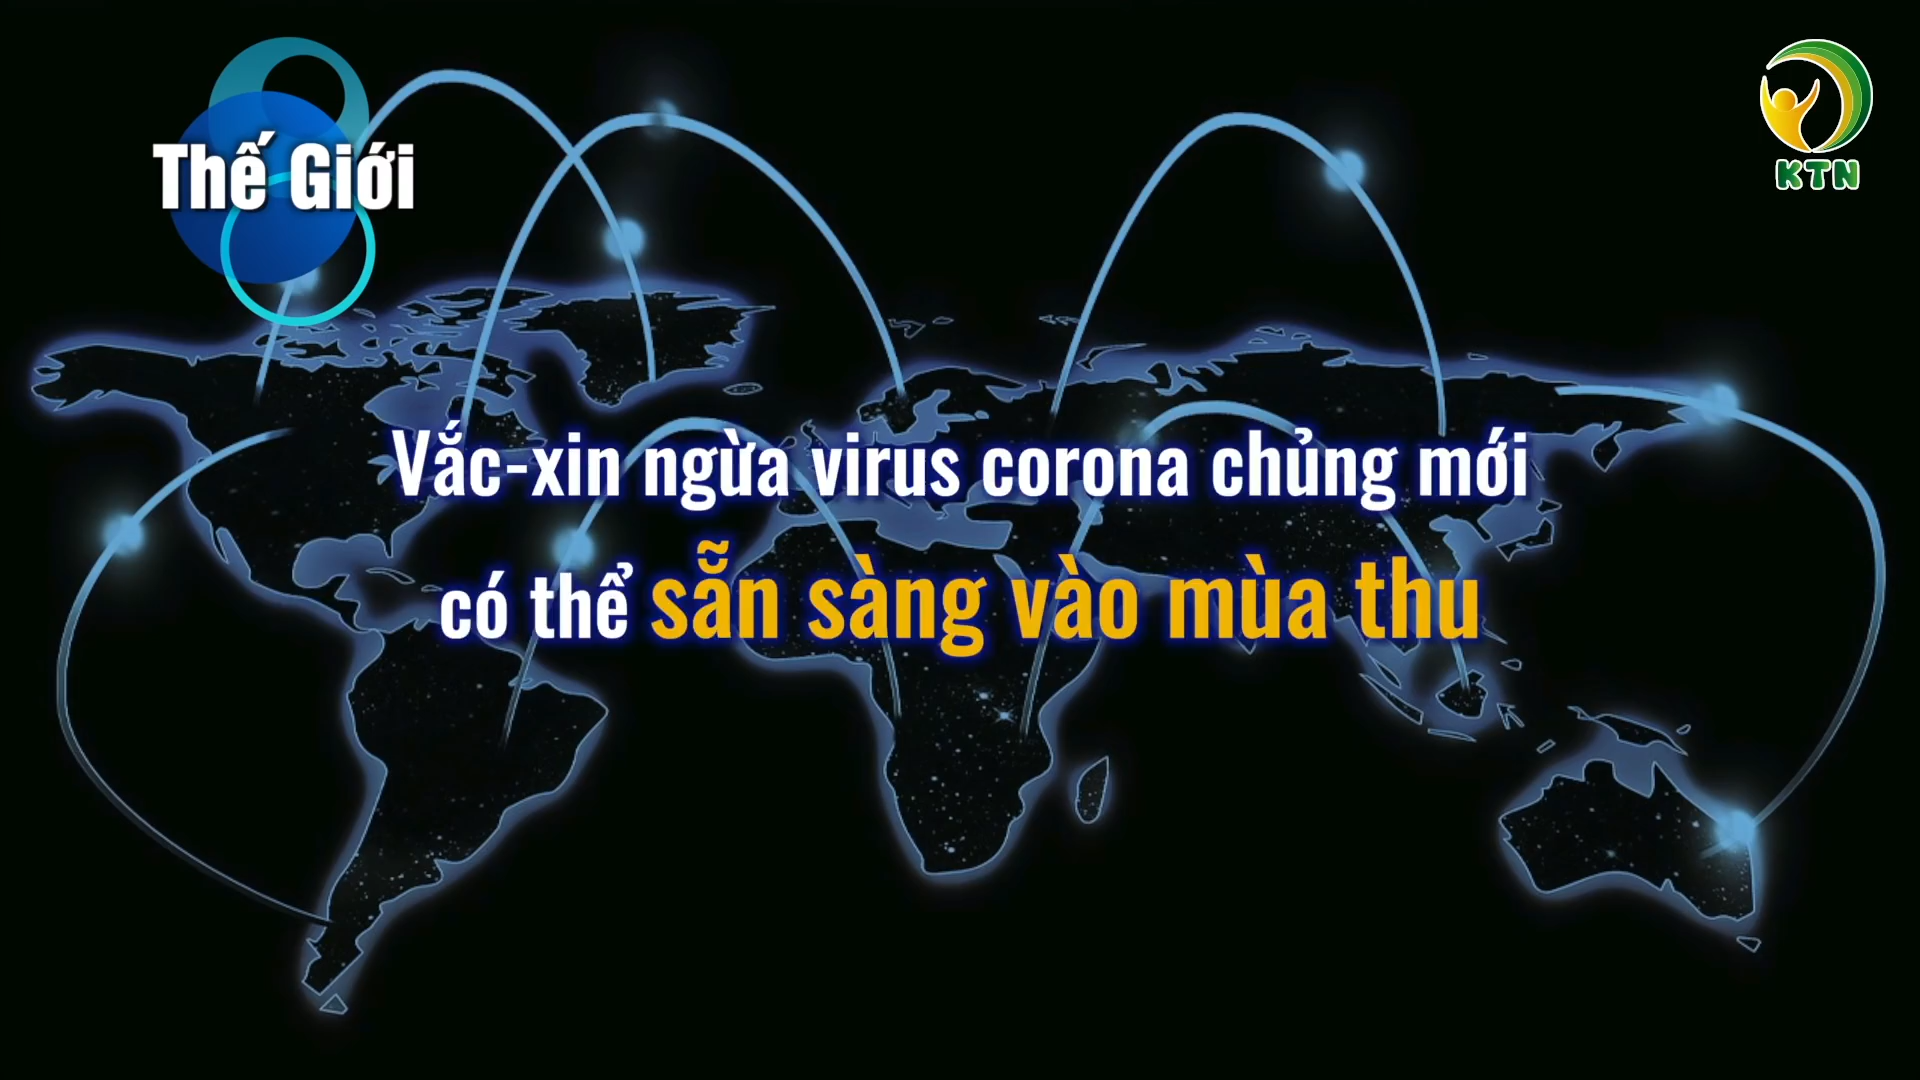 Thế Giới
KTN
Vắc-xin ngừa virus corona chủng mới
có thể sẵn sàng vào mùa thu